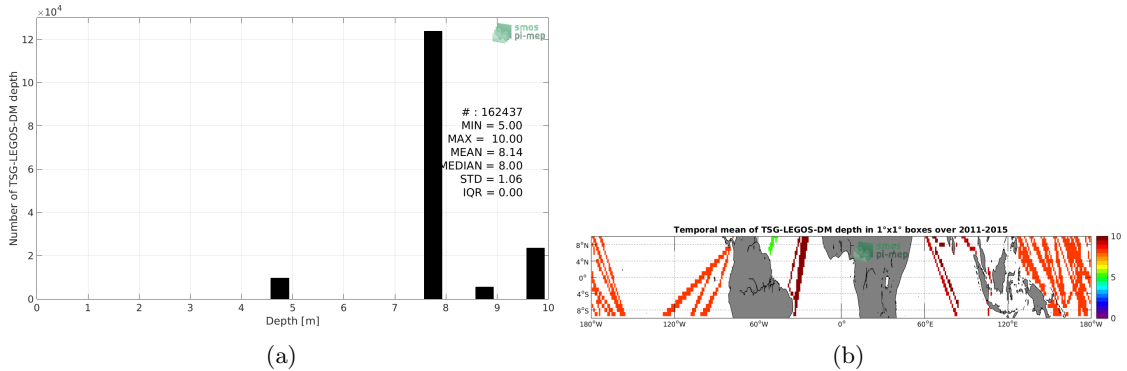 ×10⁴
12
10
8
6
4
2
0
Number of TSG-LEGOS-DM depth
smos
pi-mep
# : 162437
MIN = 5.00
MAX = 10.00
MEAN = 8.14
MEDIAN = 8.00
STD = 1.06
IQR = 0.00
0 1 2 3 4 5 6 7 8 9 10
Depth [m]
(a)
Temporal mean of TSG-LEGOS-DM depth in 1°x1° boxes over 2011-2015
8°N
4°N
0°
4°S
8°S
smos
pi-mep
180°W 120°W 60°W 0° 60°E 120°E 180°W
10
5
0
(b)